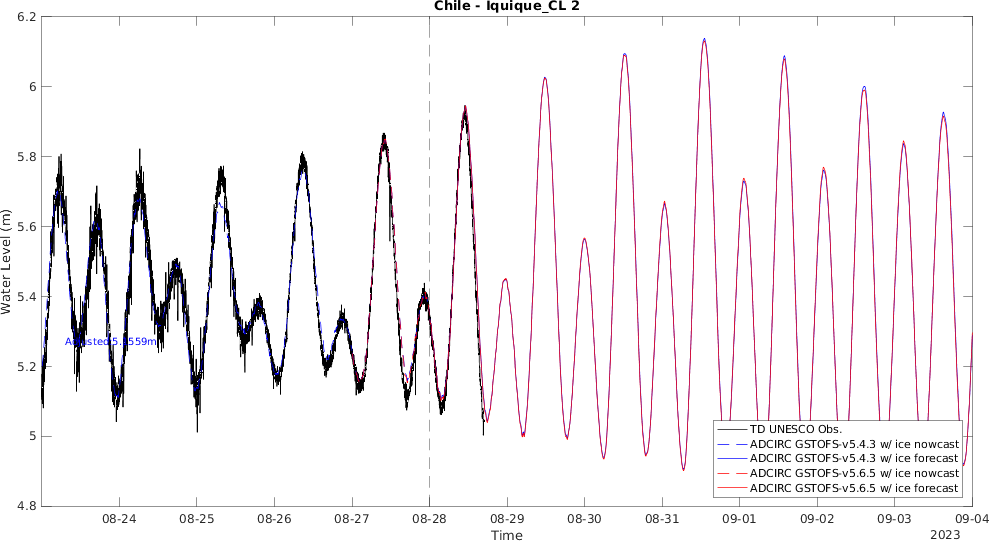 Chile - Iquique_CL 2
Water Level (m)
6.2
6
5.8
5.6
5.4
5.2
5
4.8
TD UNESCO Obs.
ADCIRC GSTOFS-v5.4.3 w/ ice nowcast
ADCIRC GSTOFS-v5.4.3 w/ ice forecast
ADCIRC GSTOFS-v5.6.5 w/ ice nowcast
ADCIRC GSTOFS-v5.6.5 w/ ice forecast
08-24 08-25 08-26 08-27 08-28 08-29 08-30 08-31 09-01 09-02 09-03 09-04
Time
2023